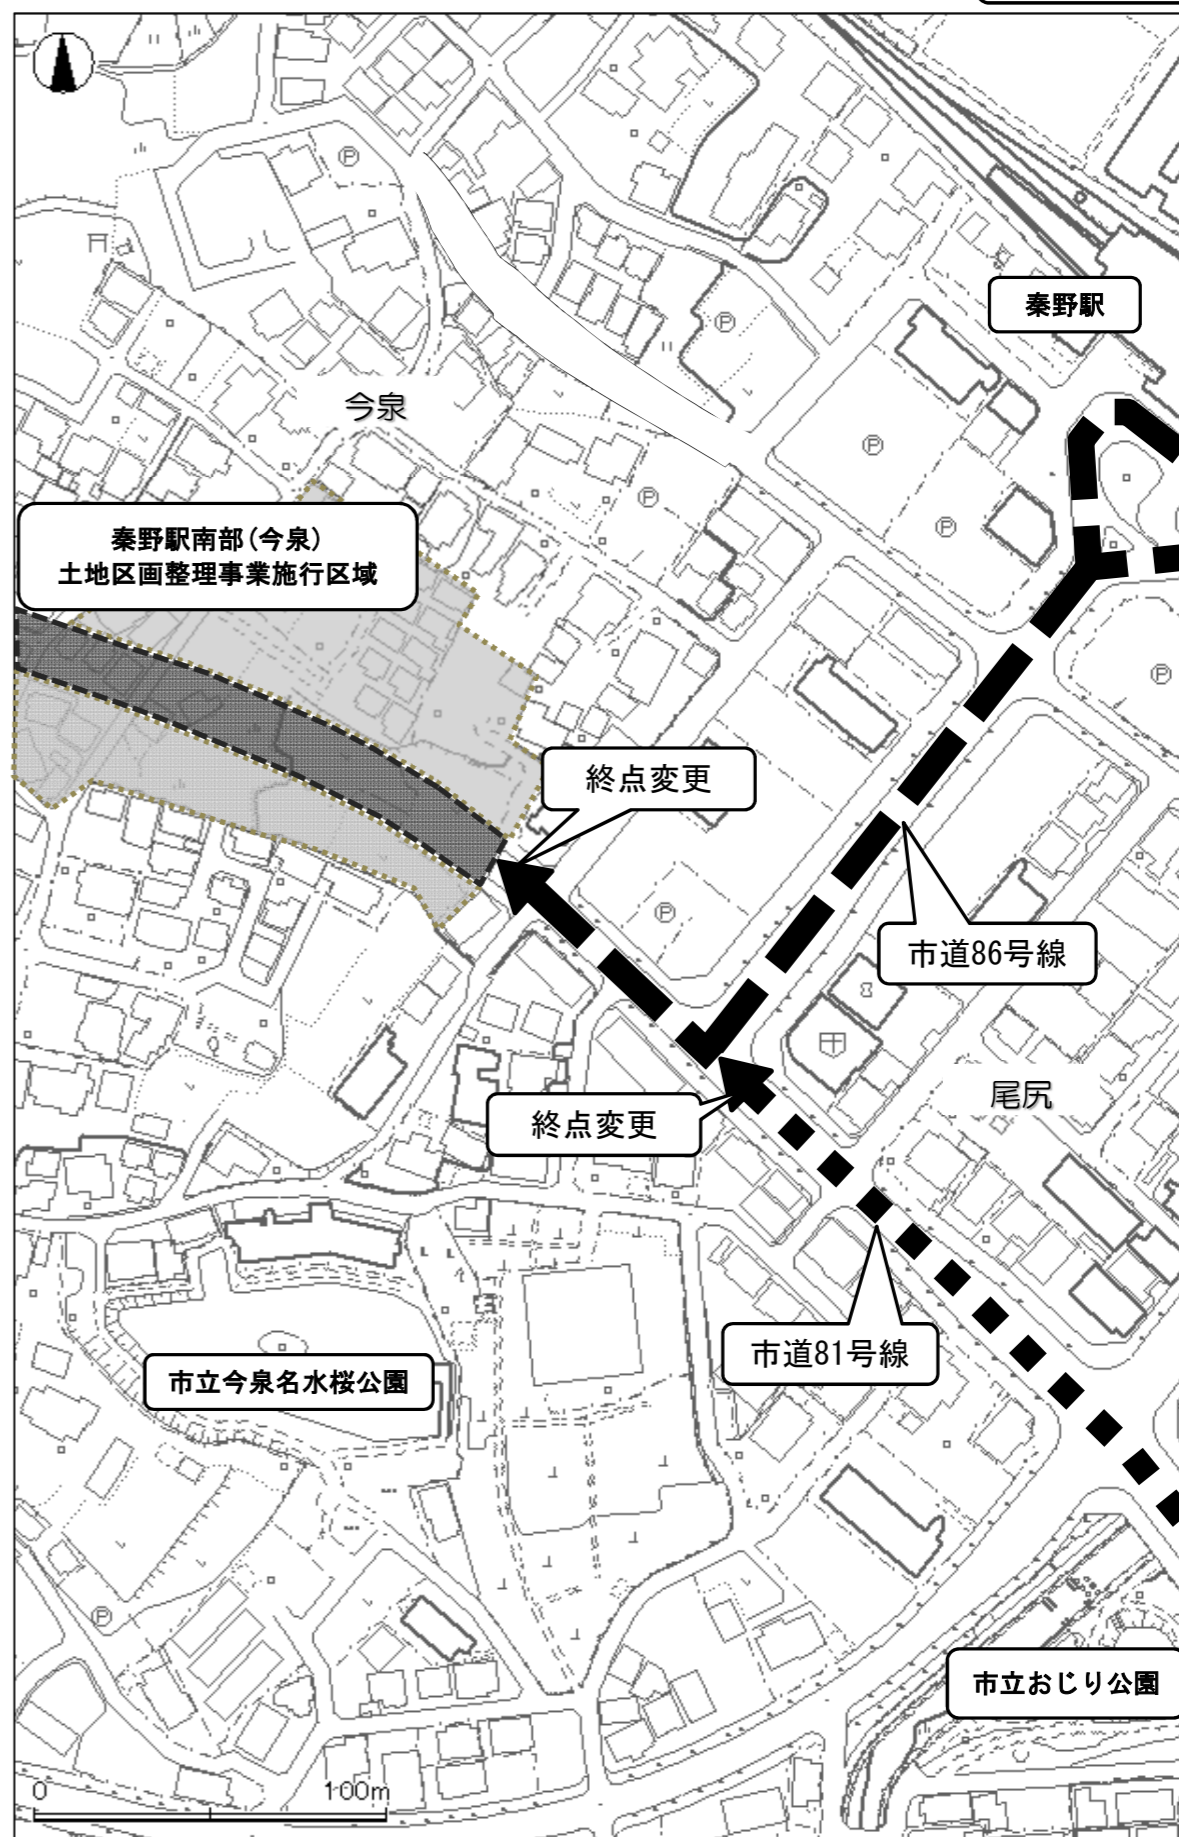 秦野駅
今泉
秦野駅南部(今泉)
土地区画整理事業施行区域
終点変更
市道86号線
尾尻
終点変更
市道81号線
市立今泉名水桜公園
市立おじり公園
0 100m